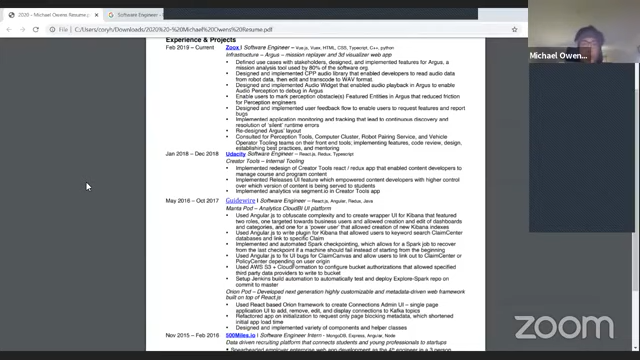 2020 - Michael Owens Resume.pdf
Software Engineer -
File
C:/Users/coryh/Downloads/2020%20-%20Michael%20Owens%20Resume.pdf
Michael Owen...
Experience & Projects
Feb 2019 – Current Zoox | Software Engineer – Vue.js, Vuex, HTML, CSS, Typescript, C++, python
Infrastructure – Argus – mission replayer and 3d visualizer web app
Defined use cases with stakeholders, designed, and implemented features for Argus; a
mission analysis tool used by 80% of the software org.
Designed and implemented CPP audio library that enabled developers to read audio data
from robot data, then edit and transcode to WAV format.
Designed and implemented Audio Widget that enabled audio playback in Argus to enable
Audio Perception to debug in Argus
Enable users to mark perception obstacle(s) Featured Entities in Argus that reduced friction
for Perception engineers
Designed and implemented user feedback flow to enable users to request features and report
bugs
Implemented application monitoring and tracking that lead to continuous discovery and
resolution of 'silent' runtime errors
Re-designed Argus' layout
Consulted for Perception Tools, Computer Cluster, Robot Pairing Service, and Vehicle
Operator Tooling teams on their front end tools; implementing features, code review, design,
establishing best practices, and mentoring
Jan 2018 – Dec 2018 Udacity Software Engineer – React.js, Redux, Typescript
Creator Tools – Internal Tooling
Implemented redesign of Creator Tools react / redux app that enabled content developers to
manage course and program content
Implemented Releases UI feature which empowered content developers with higher control
over which version of content is being served to students
Implemented analytics via segment.io in Creator Tools app
May 2016 – Oct 2017 Guidewire | Software Engineer – React.js, Angular, Redux, Java
Manta Pod – Analytics CloudBI UI platform
Used Angular.js to obfuscate complexity and to create wrapper UI for Kibana that featured
two roles, one targeted towards business users and allowed creation and edit of dashboards
and categories, and one for a 'power user' that allowed creation of new Kibana indexes
Used Angular.js to write plugin for Kibana that allowed users to keyword search ClaimCenter
databases and link to specific Claim
Implemented and automated Spark checkpointing, which allows for a Spark job to recover
from the last checkpoint if a machine should fail instead of starting from the beginning
Used Angular.js to fix UI bugs for ClaimCanvas and allow users to link out to ClaimCenter or
PolicyCenter depending on user origin
Used AWS S3 + CloudFormation to configure bucket authorizations that allowed specified
third party data providers to write to bucket
Setup Jenkins build automation to automatically test and deploy Explore-Spark repo on
commit to master
Orion Pod – Developed next generation highly customizable and metadata-driven web framework
built on top of React.js
Used React based Orion framework to create Connections Admin UI – single page
application UI to add, remove, edit, and display connections to Kafka topics
Refactored app on initialization to request only page blocking metadata, which shortened
initial app load time
Designed and implemented variety of components and helper classes
Nov 2015 – Feb 2016 500Miles.io | Software Engineer Intern – MongoDB, Express, Angular, Node
Data driven recruiting platform that connects students and young professionals to startups
zoom